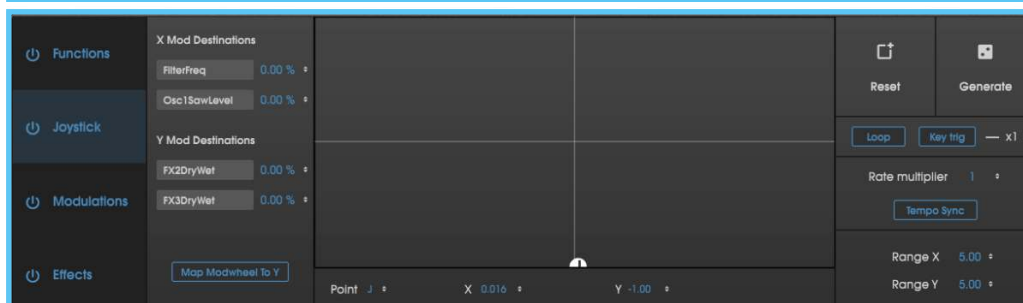 Functions
Joystick
Modulations
Effects
X Mod Destinations
FilterFreq 0.00 %
Osc1SawLevel 0.00 %
Y Mod Destinations
FX2DryWet 0.00 %
FX3DryWet 0.00 %
Map Modwheel To Y
Point J X 0.016 Y -1.00
Reset Generate
Loop Key trig — x1
Rate multiplier 1
Tempo Sync
Range X 5.00
Range Y 5.00